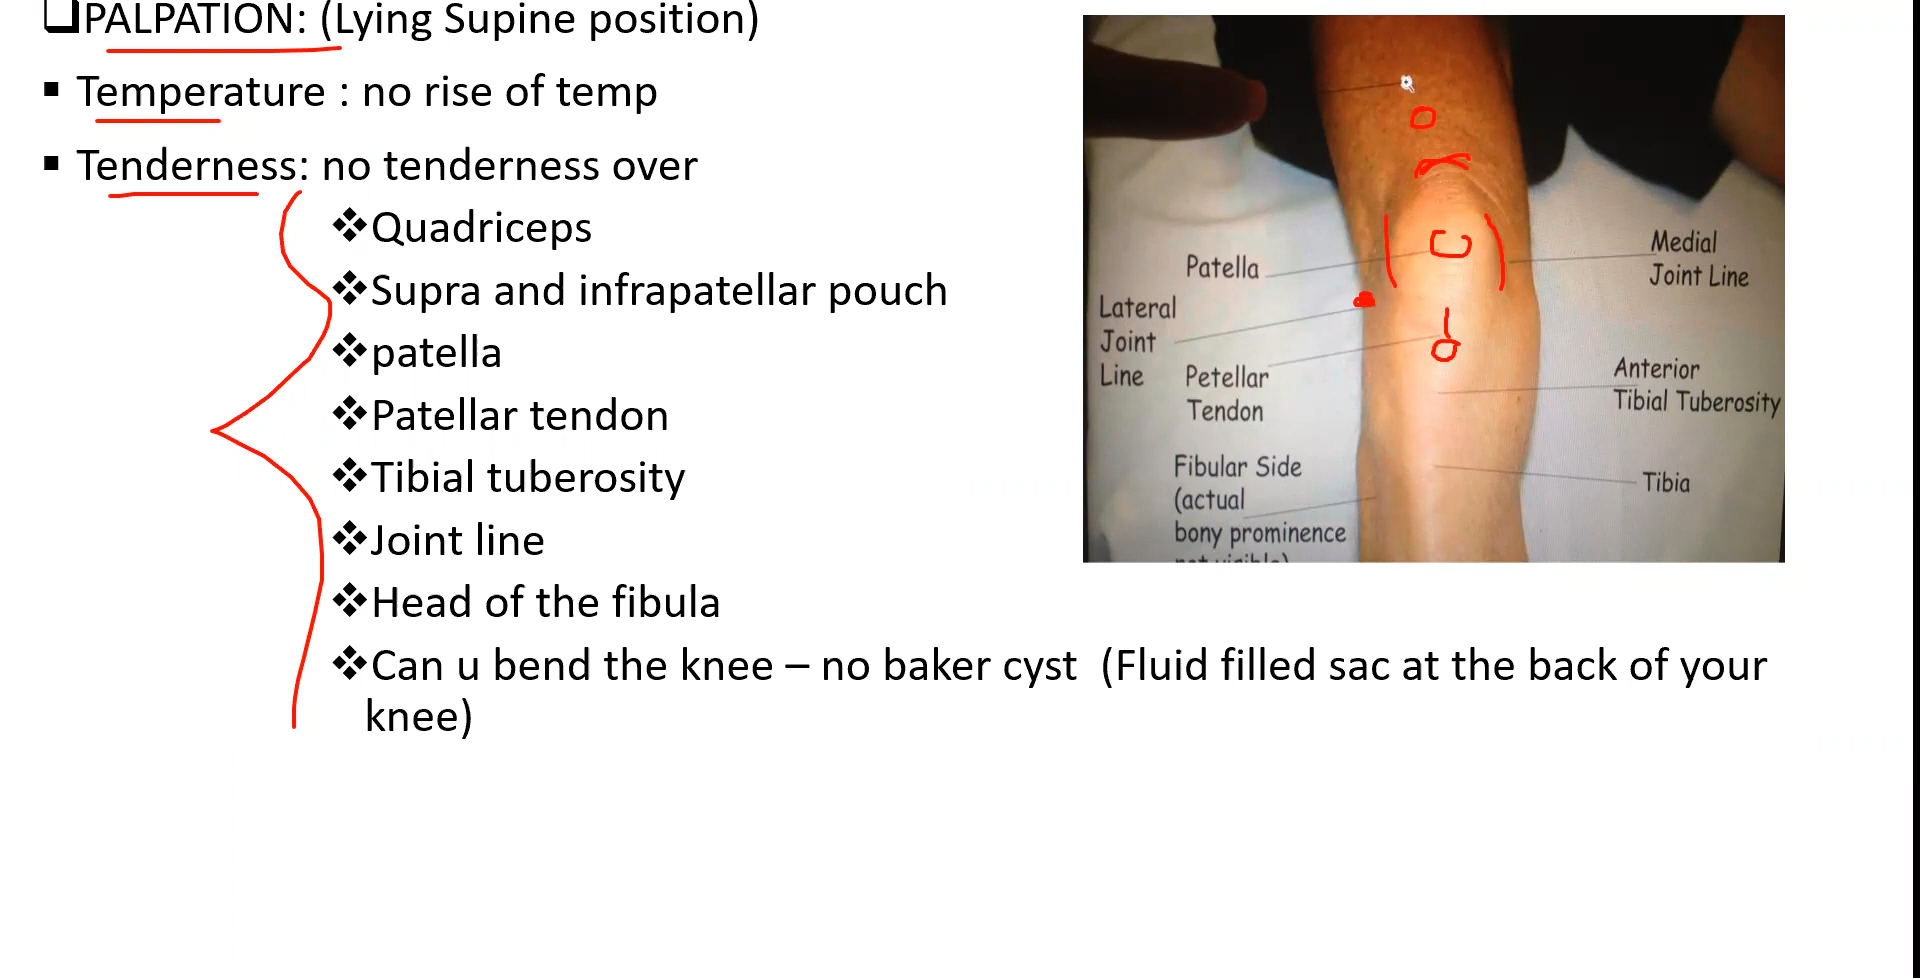 PALPATION: (Lying Supine position)
Temperature : no rise of temp
Tenderness: no tenderness over
Quadriceps
Supra and infrapatellar pouch
patella
Patellar tendon
Tibial tuberosity
Joint line
Head of the fibula
Can u bend the knee – no baker cyst (Fluid filled sac at the back of your
knee)
Patella
Medial
Joint Line
Lateral
Joint
Line
Petellar
Tendon
Anterior
Tibial Tuberosity
Fibular Side
(actual
bony prominence
Tibia